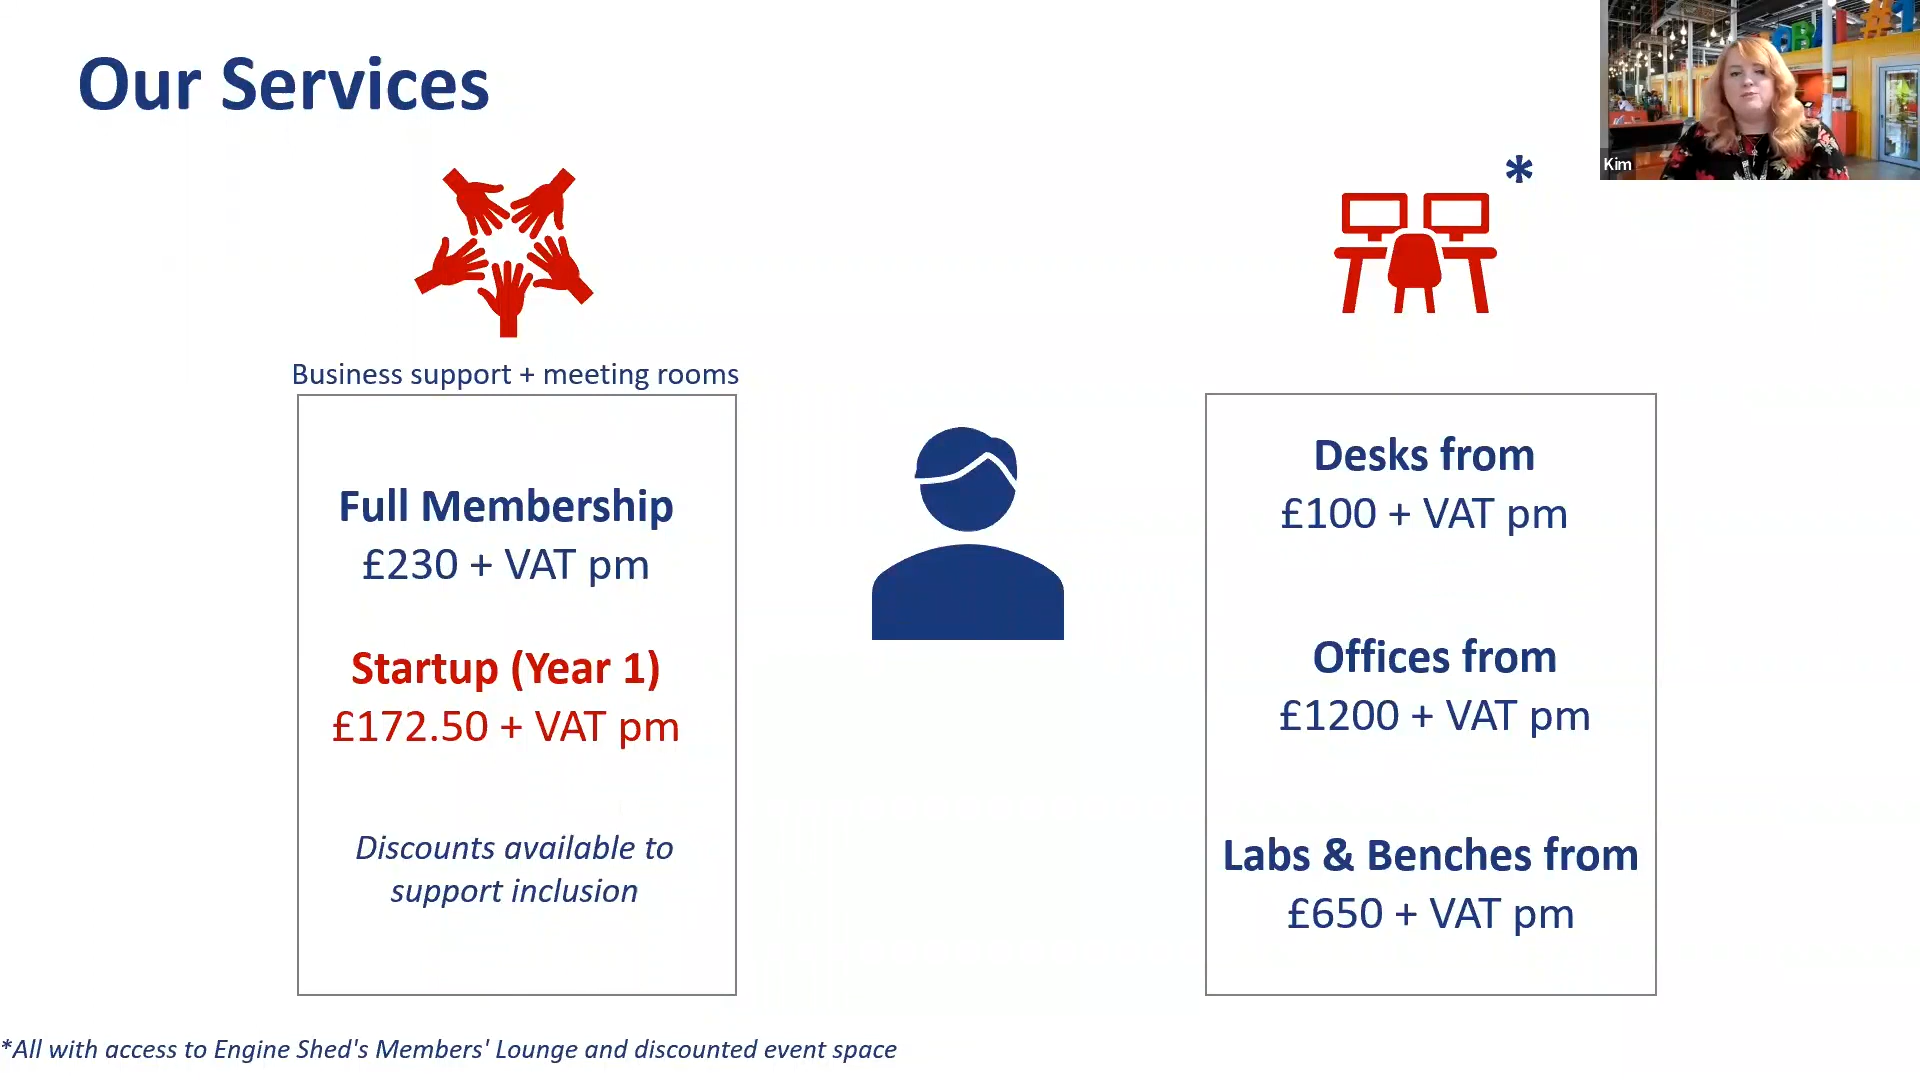 Our Services
*
Kim
Business support + meeting rooms
Full Membership
£230 + VAT pm
Startup (Year 1)
£172.50 + VAT pm
Discounts available to
support inclusion
Desks from
£100 + VAT pm
Offices from
£1200 + VAT pm
Labs & Benches from
£650 + VAT pm
*All with access to Engine Shed's Members' Lounge and discounted event space
#1